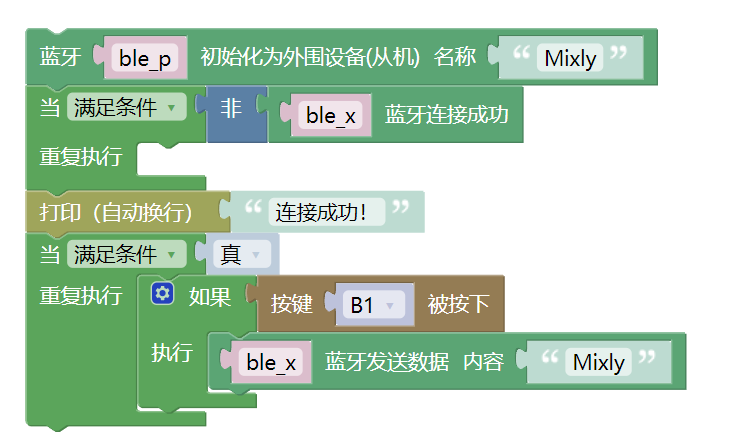 蓝牙 ble_p 初始化为外围设备(从机) 名称 “ Mixly ”
当 满足条件 非 ble_x 蓝牙连接成功
重复执行
打印（自动换行） “ 连接成功！ ”
当 满足条件 真
重复执行 如果 按键 B1 被按下
执行 ble_x 蓝牙发送数据 内容 “ Mixly ”